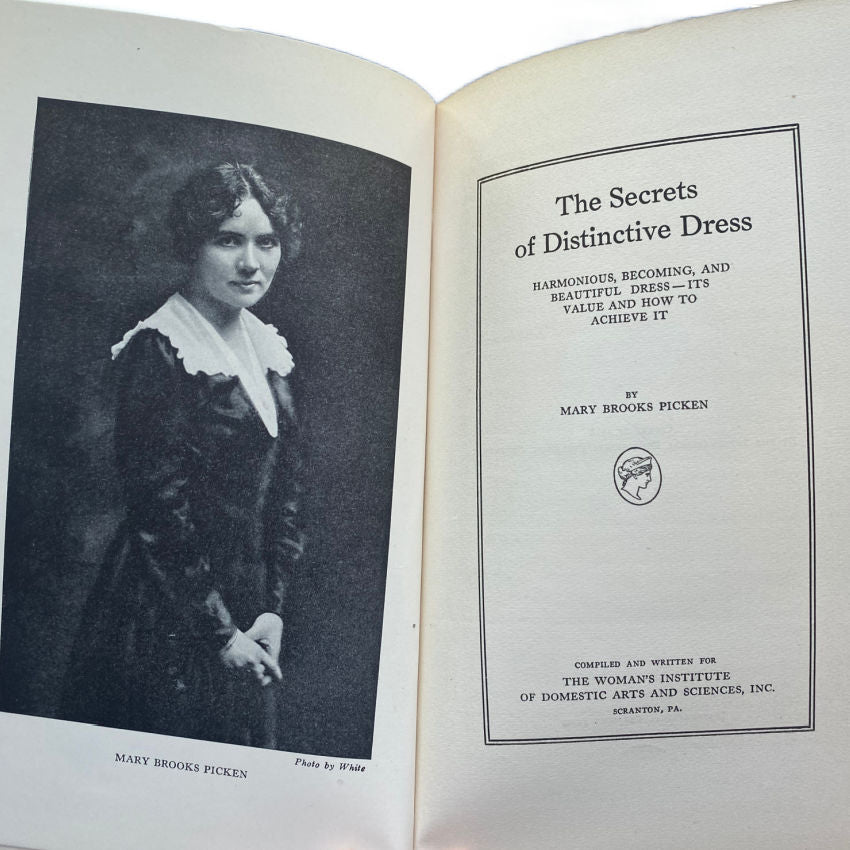 MARY BROOKS PICKEN
Photo by White
The Secrets
of Distinctive Dress
HARMONIOUS, BECOMING, AND
BEAUTIFUL DRESS—ITS
VALUE AND HOW TO
ACHIEVE IT
BY
MARY BROOKS PICKEN
COMPILED AND WRITTEN FOR
THE WOMAN'S INSTITUTE
OF DOMESTIC ARTS AND SCIENCES, INC.
SCRANTON, PA.